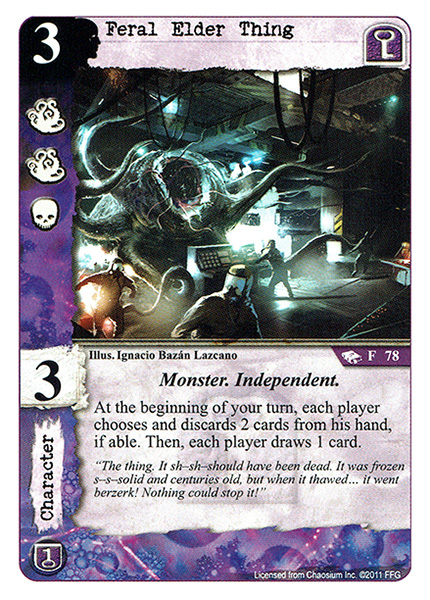 3
Feral Elder Thing
Illus. Ignacio Bazán Lazcano
F 78
3
Monster. Independent.
At the beginning of your turn, each player
chooses and discards 2 cards from his hand,
if able. Then, each player draws 1 card.
“The thing. It sh–sh–should have been dead. It was frozen
s–s–solid and centuries old, but when it thawed… it went
berzerk! Nothing could stop it!”
Character
1
Licensed from Chaosium Inc. ©2011 FFG